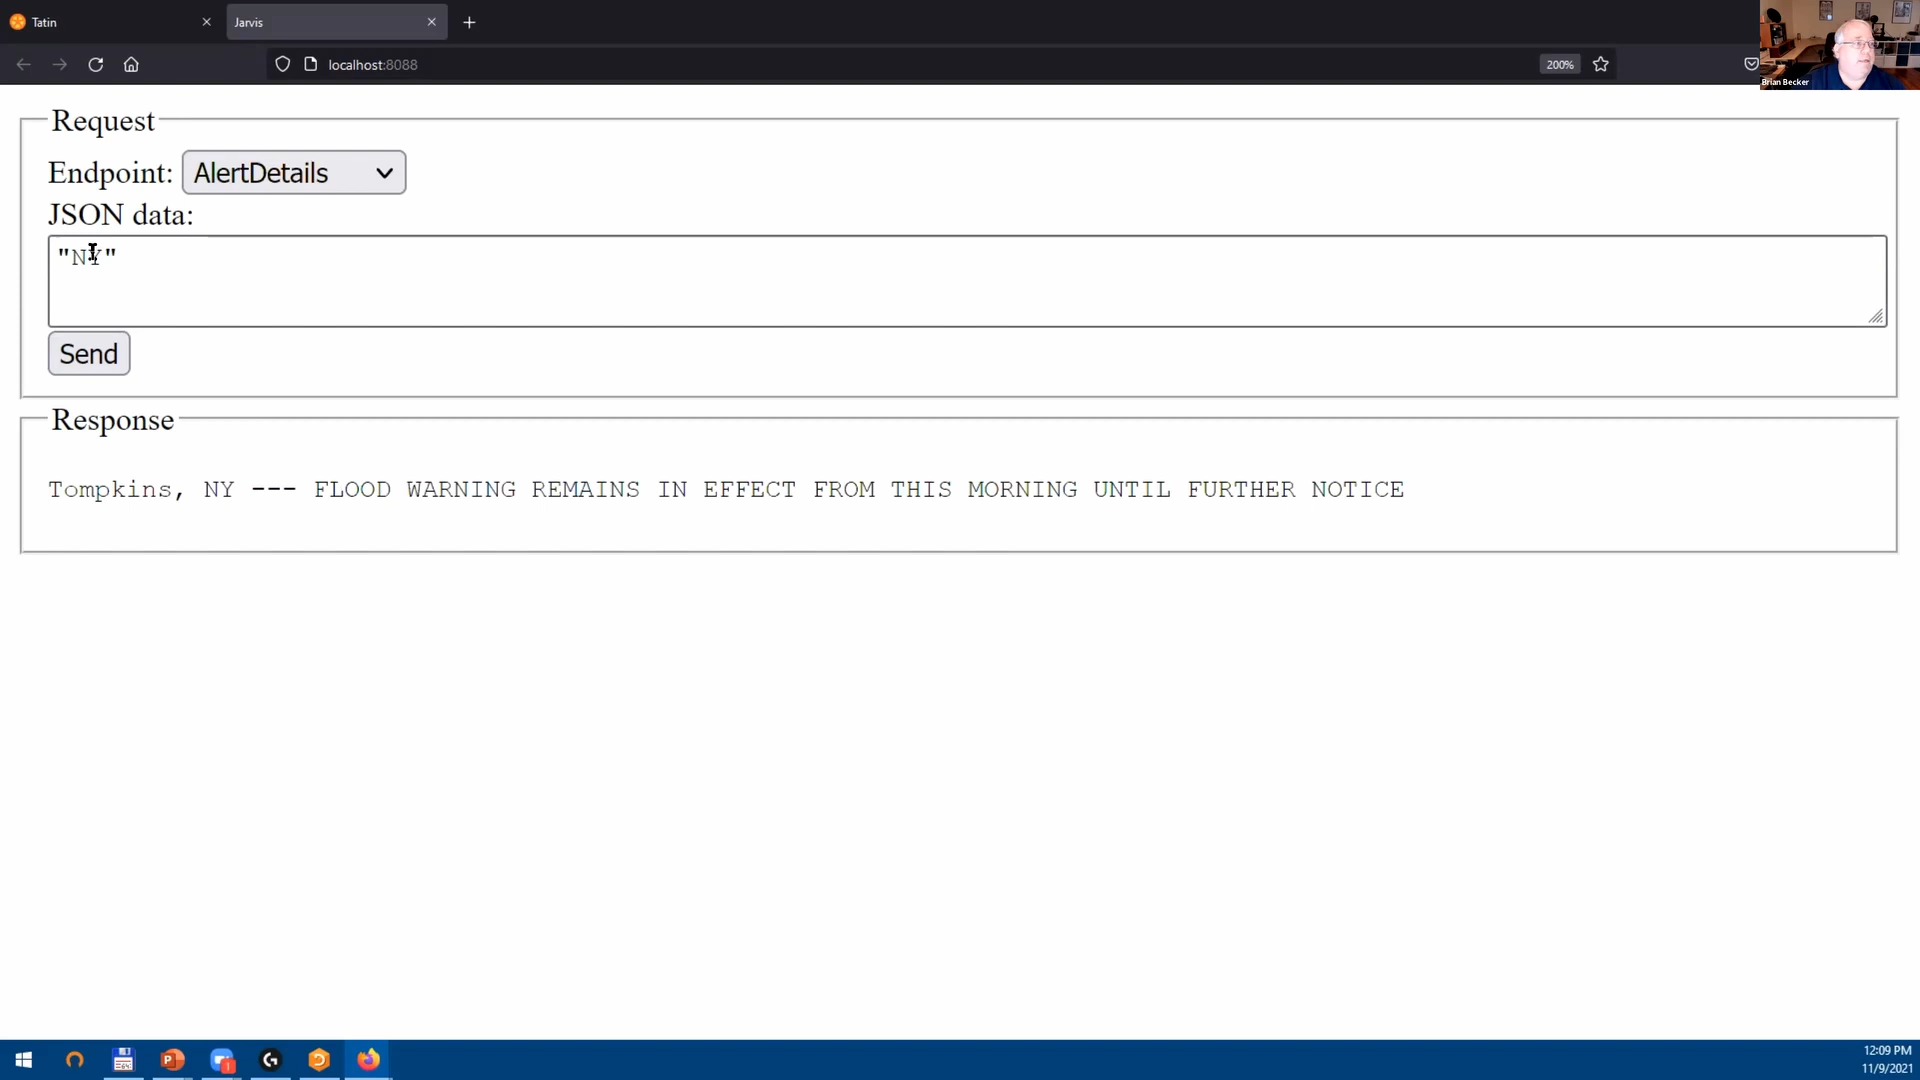 Tatin
Jarvis
localhost:8088
200%
Brian Becker
Request
Endpoint: AlertDetails
JSON data:
"NY"
Send
Response
Tompkins, NY --- FLOOD WARNING REMAINS IN EFFECT FROM THIS MORNING UNTIL FURTHER NOTICE
12:09 PM
11/9/2021